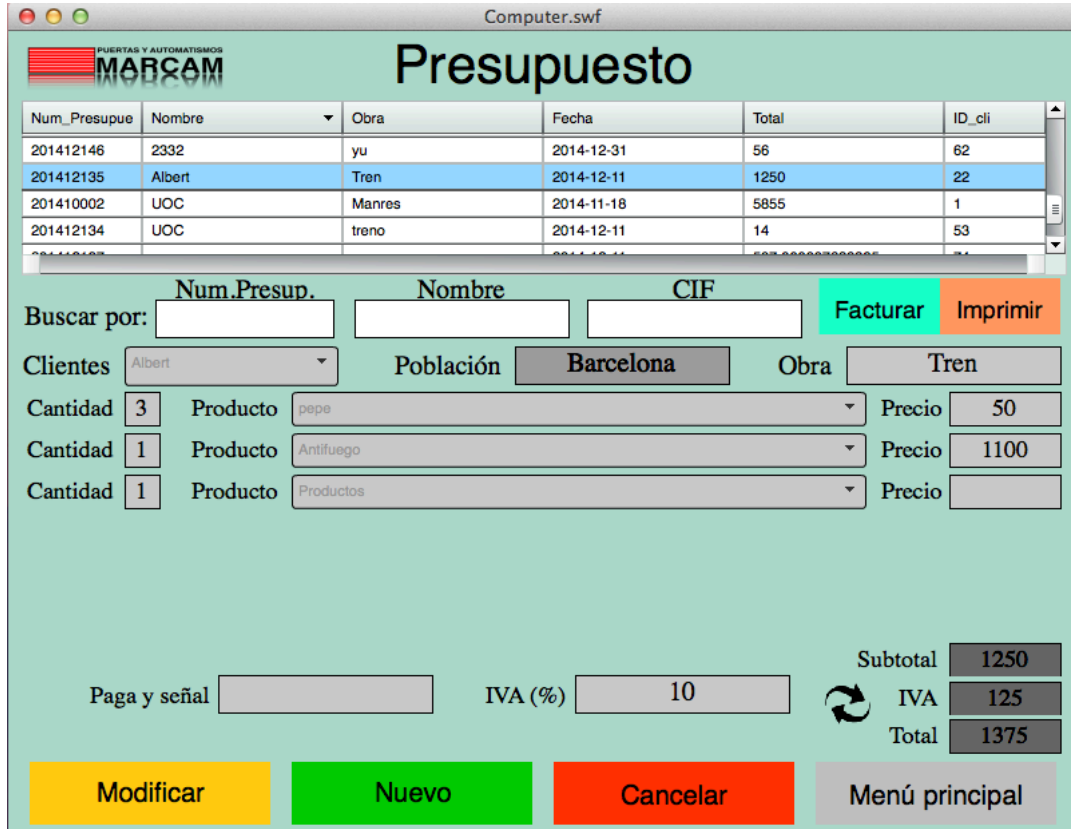 Computer.swf
PUERTAS Y AUTOMATISMOS
MARCAM
Presupuesto
Num_Presupue Nombre Obra Fecha Total ID_cli
201412146 2332 yu 2014-12-31 56 62
201412135 Albert Tren 2014-12-11 1250 22
201410002 UOC Manres 2014-11-18 5855 1
201412134 UOC treno 2014-12-11 14 53
Num.Presup. Nombre CIF
Buscar por: Facturar Imprimir
Clientes Albert Población Barcelona Obra Tren
Cantidad 3 Producto pepe Precio 50
Cantidad 1 Producto Antifuego Precio 1100
Cantidad 1 Producto Productos Precio
Subtotal 1250
Paga y señal IVA (%) 10 IVA 125
Total 1375
Modificar Nuevo Cancelar Menú principal